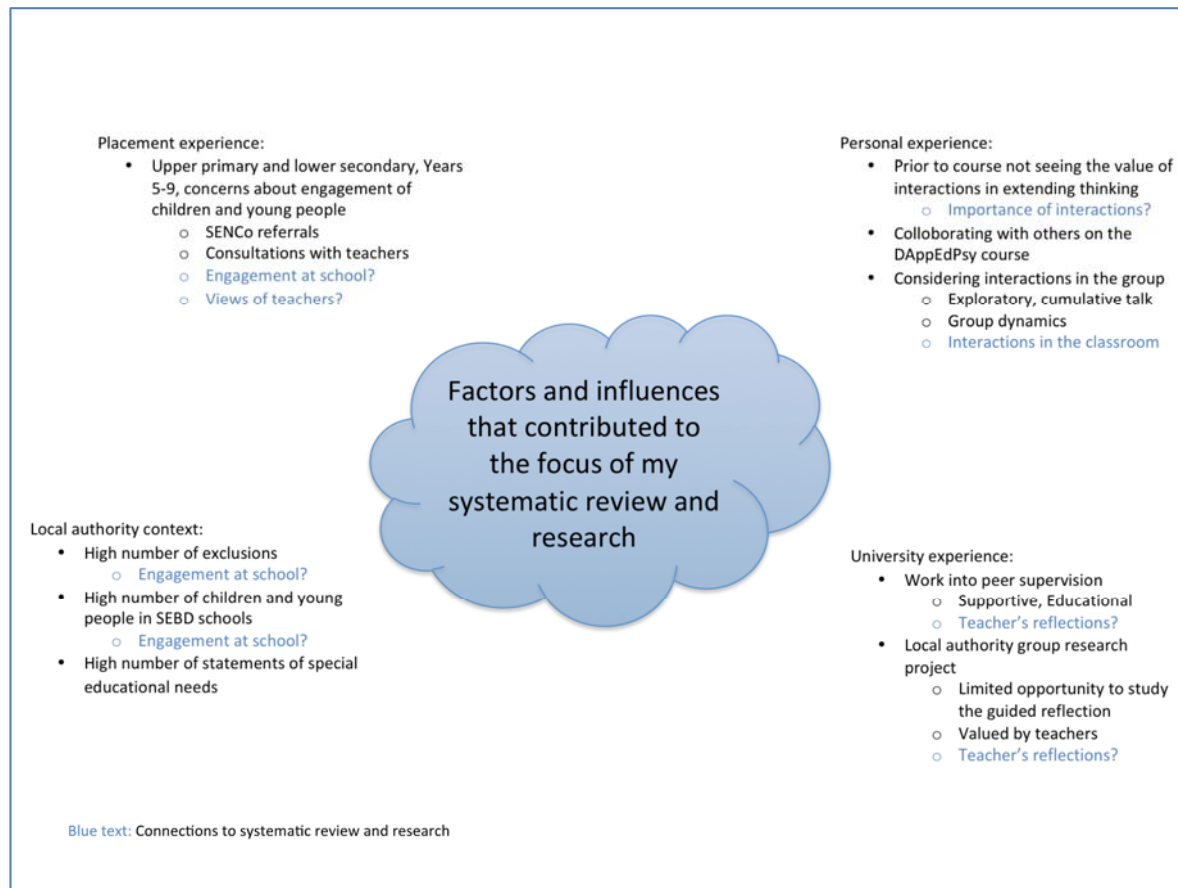 Placement experience:
• Upper primary and lower secondary, Years
5-9, concerns about engagement of
children and young people
o SENCo referrals
o Consultations with teachers
o Engagement at school?
o Views of teachers?
Personal experience:
• Prior to course not seeing the value of
interactions in extending thinking
o Importance of interactions?
• Colloborating with others on the
DAppEdPsy course
• Considering interactions in the group
o Exploratory, cumulative talk
o Group dynamics
o Interactions in the classroom
Factors and influences
that contributed to
the focus of my
systematic review and
research
Local authority context:
• High number of exclusions
o Engagement at school?
• High number of children and young
people in SEBD schools
o Engagement at school?
• High number of statements of special
educational needs
University experience:
• Work into peer supervision
o Supportive, Educational
o Teacher's reflections?
• Local authority group research
project
o Limited opportunity to study
the guided reflection
o Valued by teachers
o Teacher's reflections?
Blue text: Connections to systematic review and research